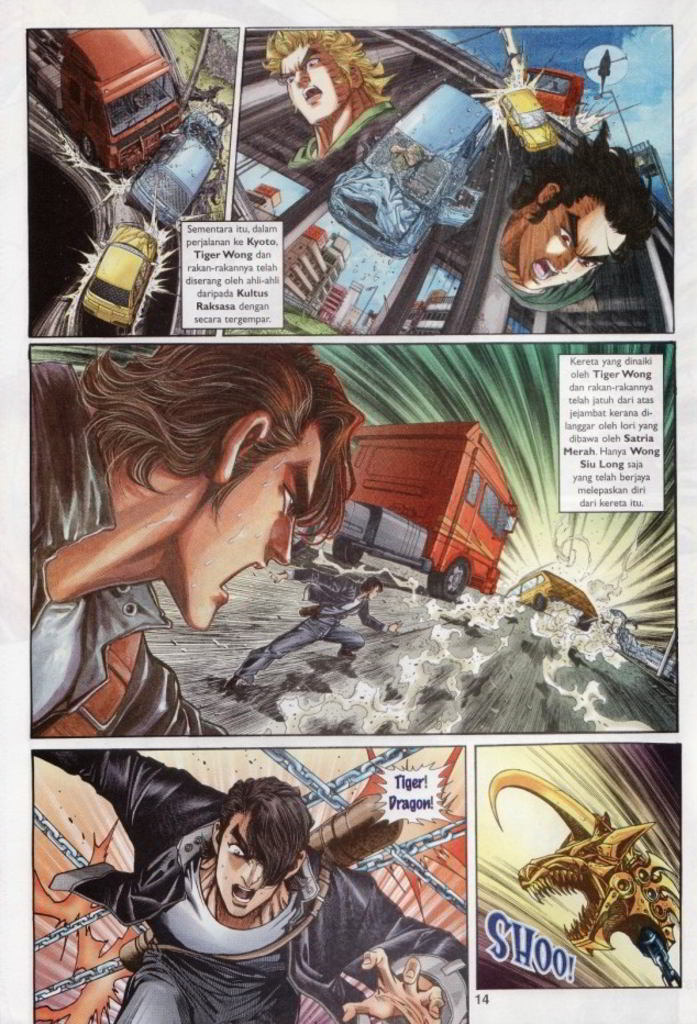 Sementara itu, dalam
perjalanan ke Kyoto,
Tiger Wong dan
rakan-rakannya telah
diserang oleh ahli-ahli
daripada Kultus
Raksasa dengan
secara tergempar.
Kereta yang dinaiki
oleh Tiger Wong
dan rakan-rakannya
telah jatuh dari atas
jejambat kerana di-
langgar oleh lori yang
dibawa oleh Satria
Merah. Hanya Wong
Siu Long saja
yang telah berjaya
melepaskan diri
dari kereta itu.
Tiger!
Dragon!
SHOO!
14